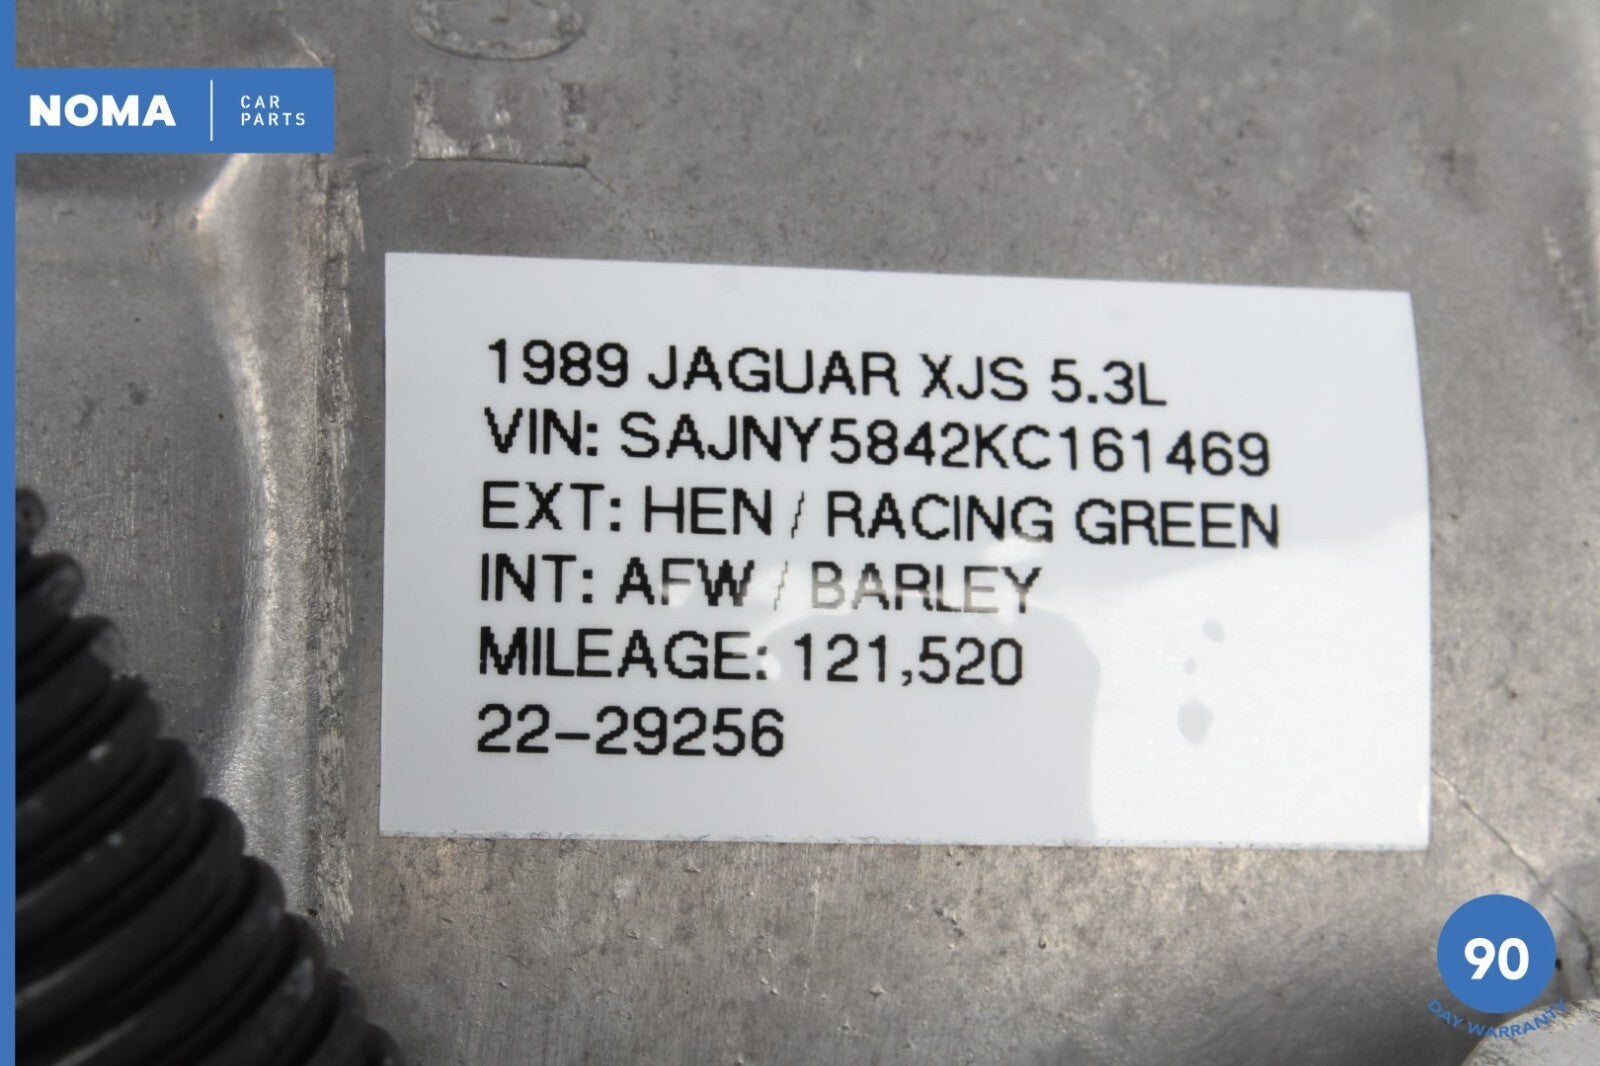 NOMA
CAR
PARTS
1989 JAGUAR XJS 5.3L
VIN: SAJNY5842KC161469
EXT: HEN / RACING GREEN
INT: AFW / BARLEY
MILEAGE: 121,520
22-29256
90
DAY WARRANTY